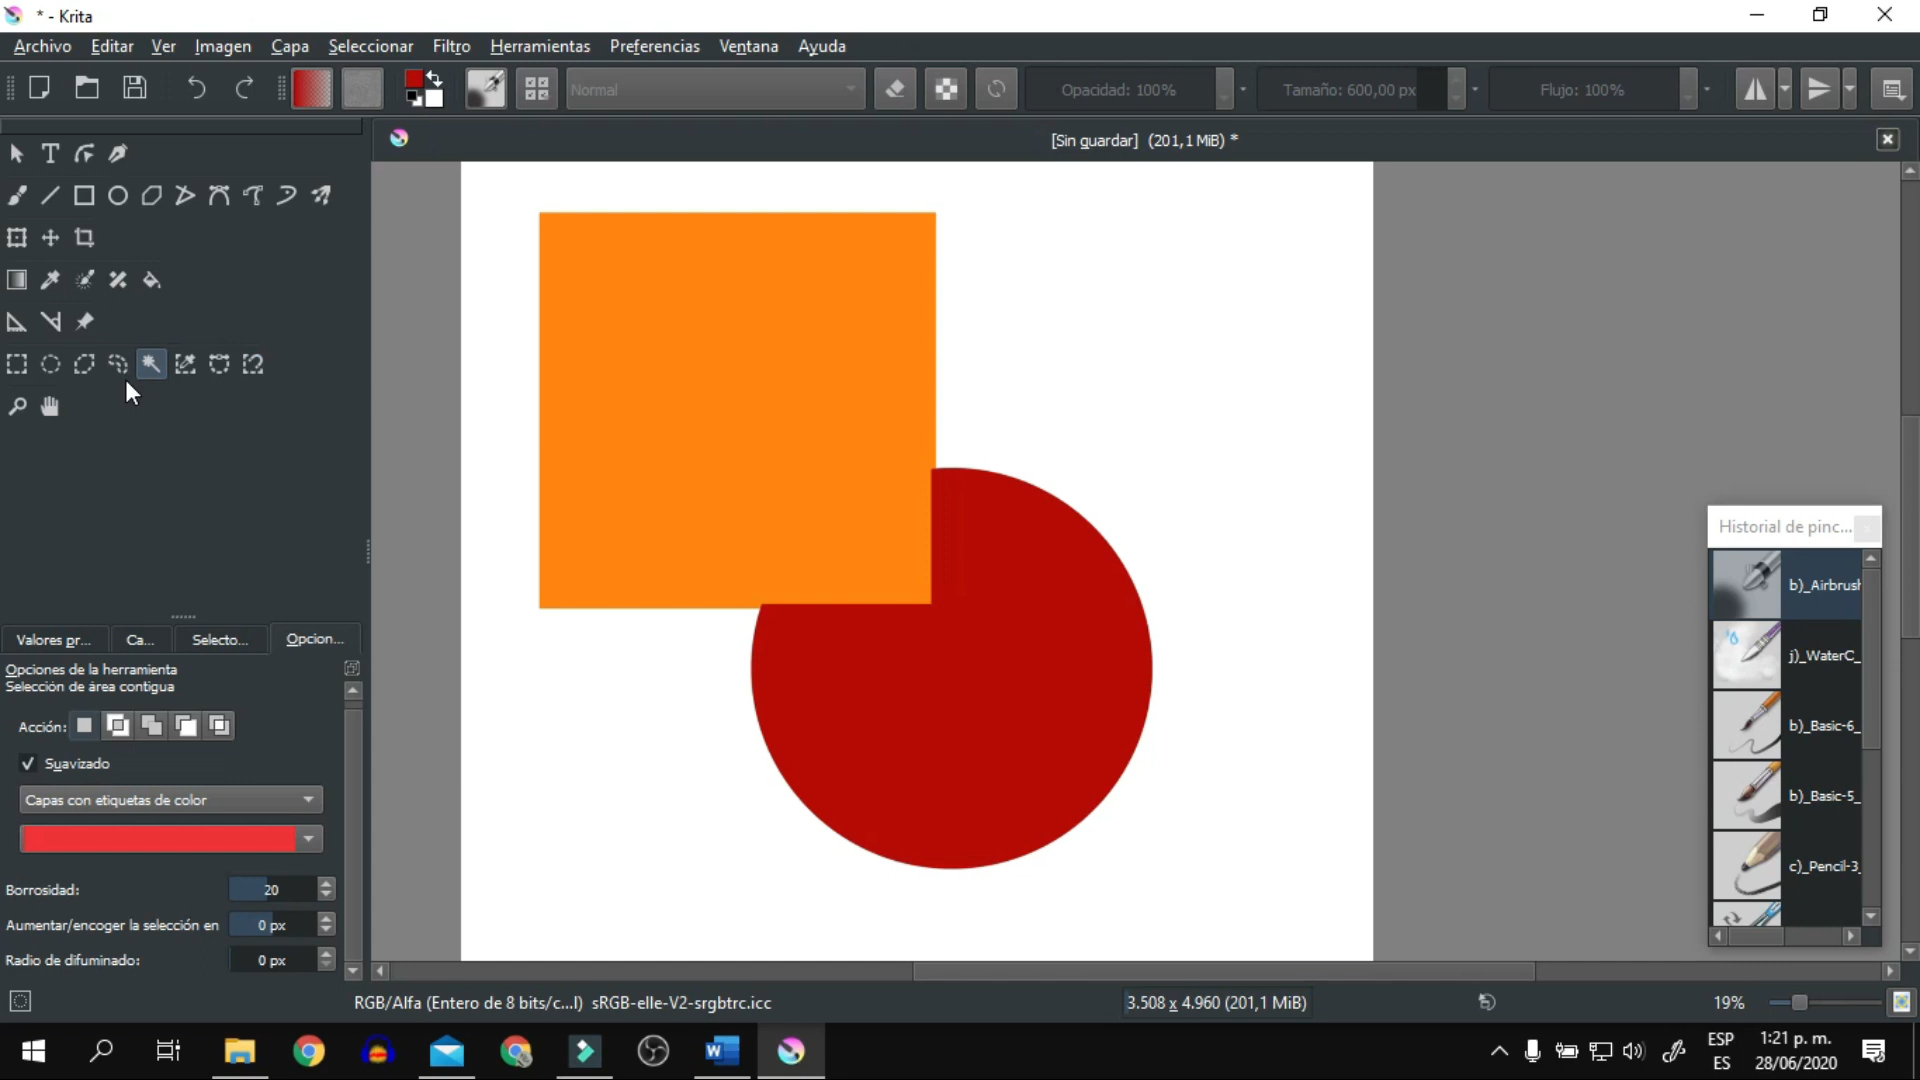 * - Krita
Archivo Editar Ver Imagen Capa Seleccionar Filtro Herramientas Preferencias Ventana Ayuda
Normal Opacidad: 100% Tamaño: 600,00 px Flujo: 100%
[Sin guardar] (201,1 MiB) *
Historial de pinc...
b)_Airbrush
j)_WaterC_
b)_Basic-6_
b)_Basic-5_
c)_Pencil-3_
Valores pr... Ca... Selecto... Opcion...
Opciones de la herramienta
Selección de área contigua
Acción:
Suavizado
Capas con etiquetas de color
Borrosidad: 20
Aumentar/encoger la selección en 0 px
Radio de difuminado: 0 px
RGB/Alfa (Entero de 8 bits/c...l) sRGB-elle-V2-srgbtrc.icc 3.508 x 4.960 (201,1 MiB) 19%
ESP 1:21 p. m.
ES 28/06/2020